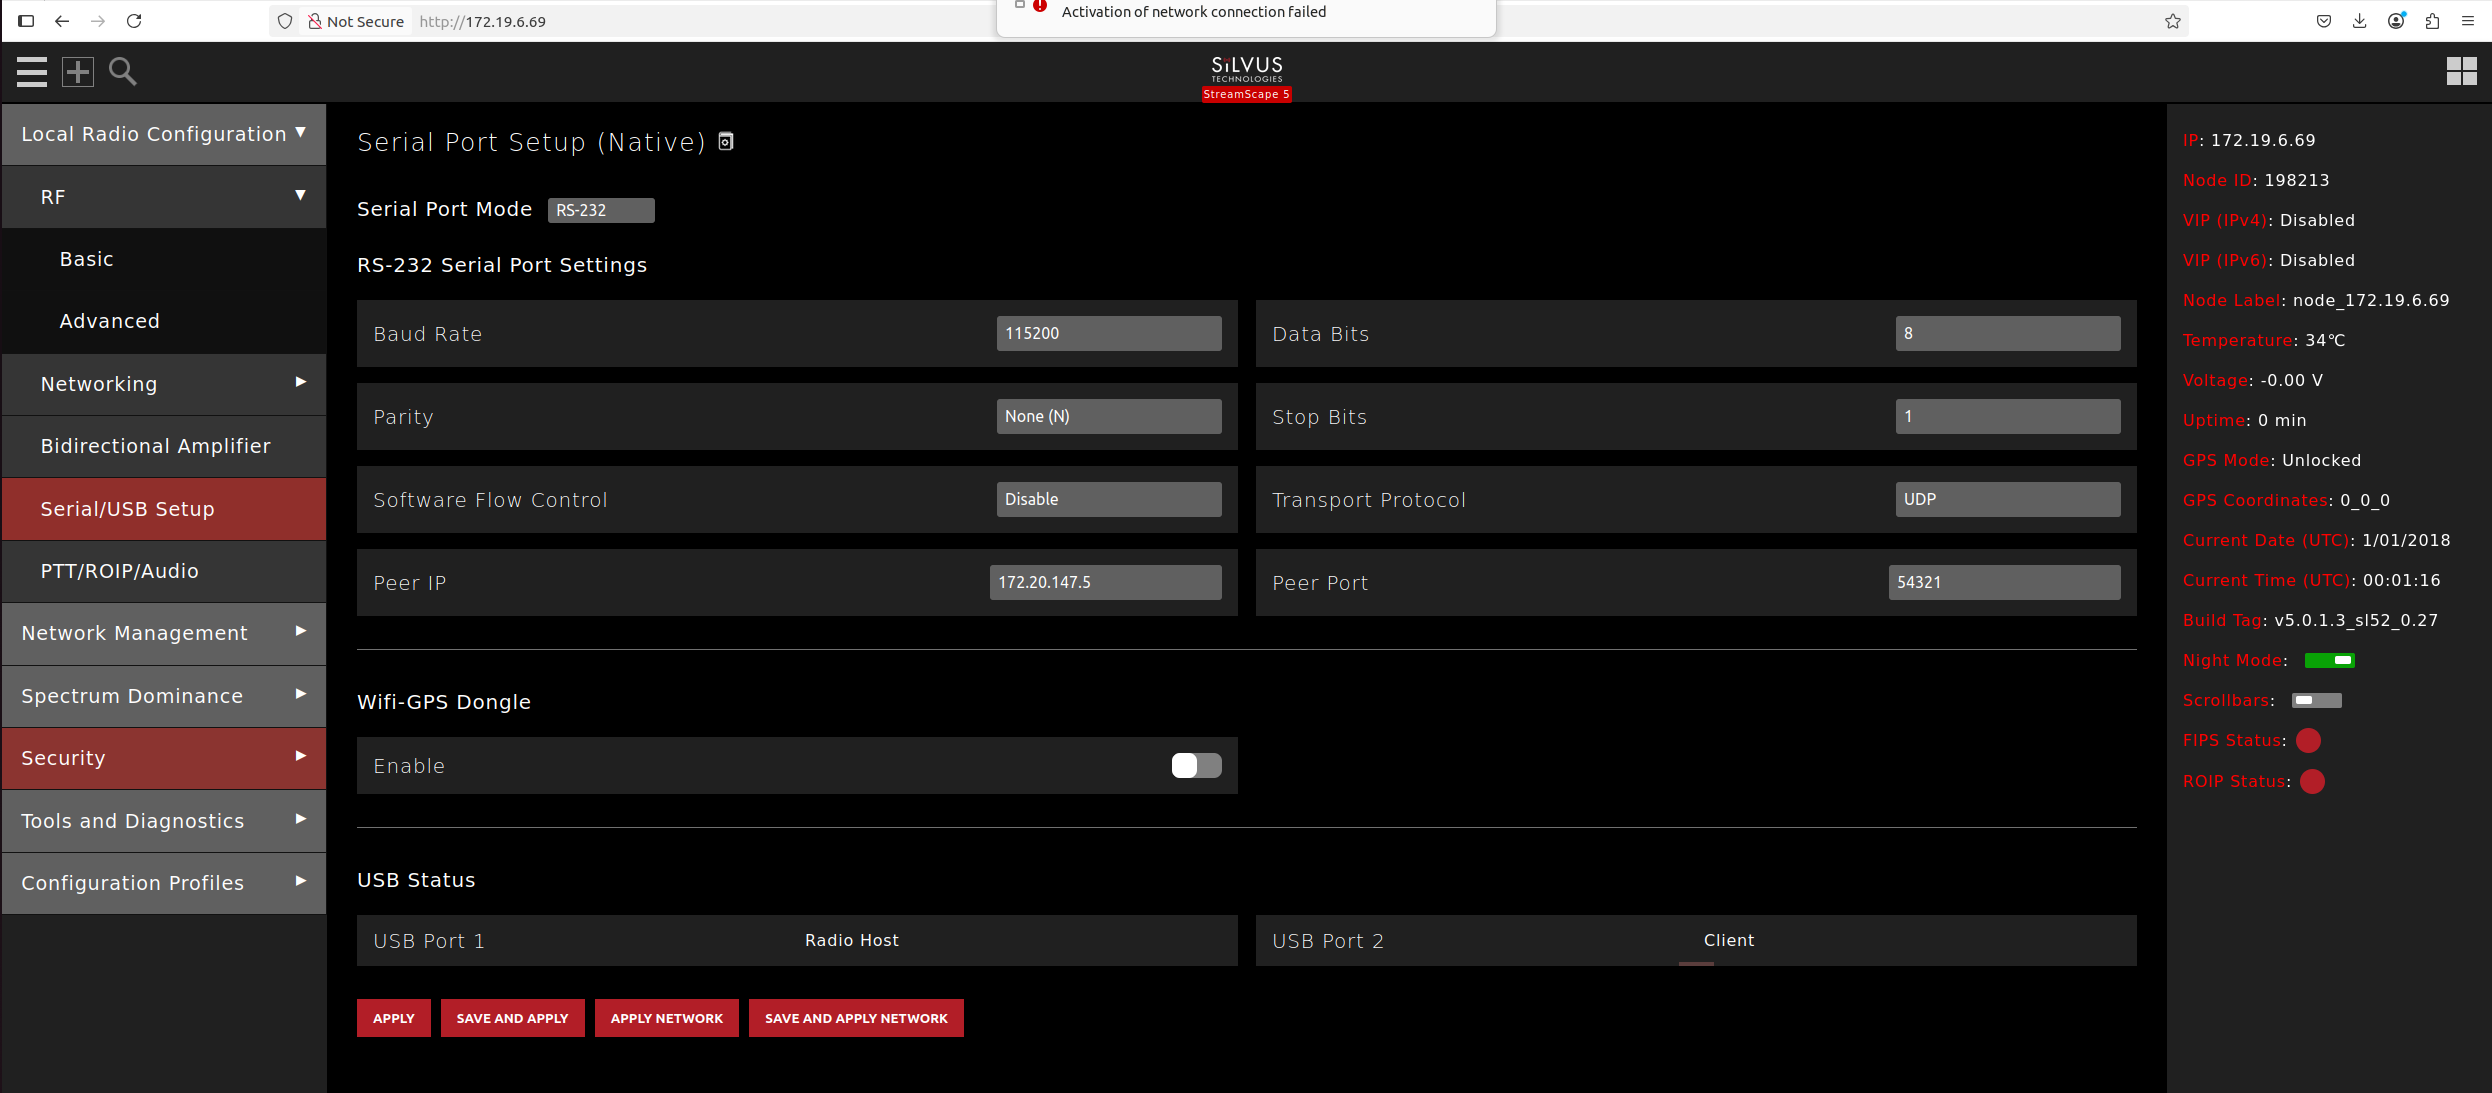 Activation of network connection failed
Not Secure
http://172.19.6.69
SiLVUS
TECHNOLOGIES
StreamScape 5
Local Radio Configuration
RF
Basic
Advanced
Networking
Bidirectional Amplifier
Serial/USB Setup
PTT/ROIP/Audio
Network Management
Spectrum Dominance
Security
Tools and Diagnostics
Configuration Profiles
Serial Port Setup (Native)
Serial Port Mode RS-232
RS-232 Serial Port Settings
Baud Rate 115200
Data Bits 8
Parity None (N)
Stop Bits 1
Software Flow Control Disable
Transport Protocol UDP
Peer IP 172.20.147.5
Peer Port 54321
Wifi-GPS Dongle
Enable
USB Status
USB Port 1 Radio Host
USB Port 2 Client
APPLY
SAVE AND APPLY
APPLY NETWORK
SAVE AND APPLY NETWORK
IP: 172.19.6.69
Node ID: 198213
VIP (IPv4): Disabled
VIP (IPv6): Disabled
Node Label: node_172.19.6.69
Temperature: 34°C
Voltage: -0.00 V
Uptime: 0 min
GPS Mode: Unlocked
GPS Coordinates: 0_0_0
Current Date (UTC): 1/01/2018
Current Time (UTC): 00:01:16
Build Tag: v5.0.1.3_sl52_0.27
Night Mode:
Scrollbars:
FIPS Status:
ROIP Status: